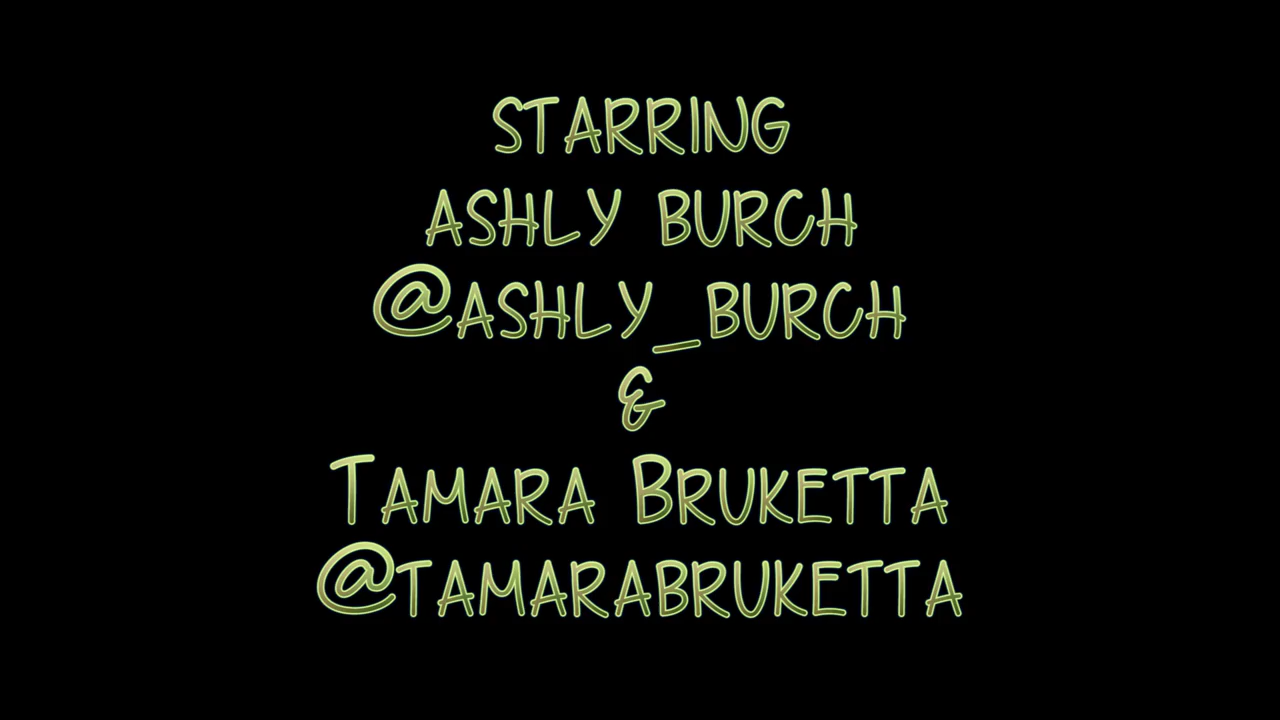 STARRING
ASHLY BURCH
@ASHLY_BURCH
&
TAMARA BRUKETTA
@TAMARABRUKETTA